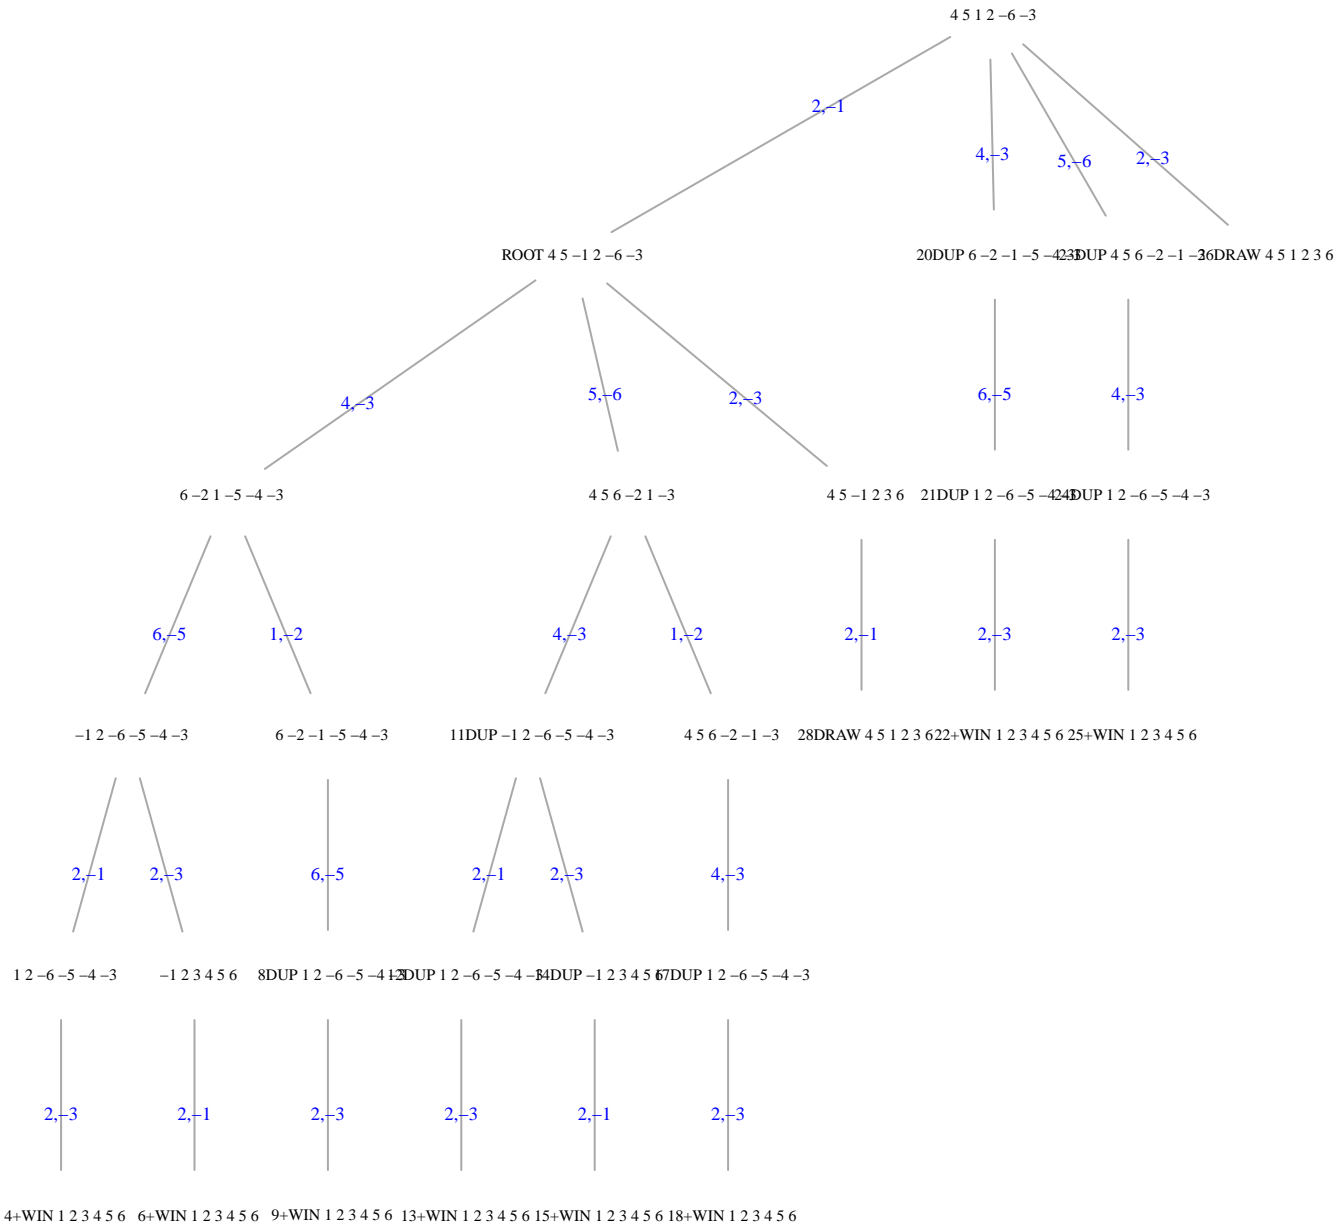 4 5 1 2 −6 −3
2,−1
4,−3
5,−6
2,−3
ROOT 4 5 −1 2 −6 −3
20DUP 6 −2 −1 −5 −4 −3
23DUP 4 5 6 −2 −1 −3
26DRAW 4 5 1 2 3 6
4,−3
5,−6
2,−3
6,−5
4,−3
6 −2 1 −5 −4 −3
4 5 6 −2 1 −3
4 5 −1 2 3 6
21DUP 1 2 −6 −5 −4 −3
24DUP 1 2 −6 −5 −4 −3
6,−5
1,−2
4,−3
1,−2
2,−1
2,−3
2,−3
−1 2 −6 −5 −4 −3
6 −2 −1 −5 −4 −3
11DUP −1 2 −6 −5 −4 −3
4 5 6 −2 −1 −3
28DRAW 4 5 1 2 3 6
22+WIN 1 2 3 4 5 6
25+WIN 1 2 3 4 5 6
2,−1
2,−3
6,−5
2,−1
2,−3
4,−3
1 2 −6 −5 −4 −3
−1 2 3 4 5 6
8DUP 1 2 −6 −5 −4 −3
12DUP 1 2 −6 −5 −4 −3
14DUP −1 2 3 4 5 6
17DUP 1 2 −6 −5 −4 −3
2,−3
2,−1
2,−3
2,−3
2,−1
2,−3
4+WIN 1 2 3 4 5 6
6+WIN 1 2 3 4 5 6
9+WIN 1 2 3 4 5 6
13+WIN 1 2 3 4 5 6
15+WIN 1 2 3 4 5 6
18+WIN 1 2 3 4 5 6